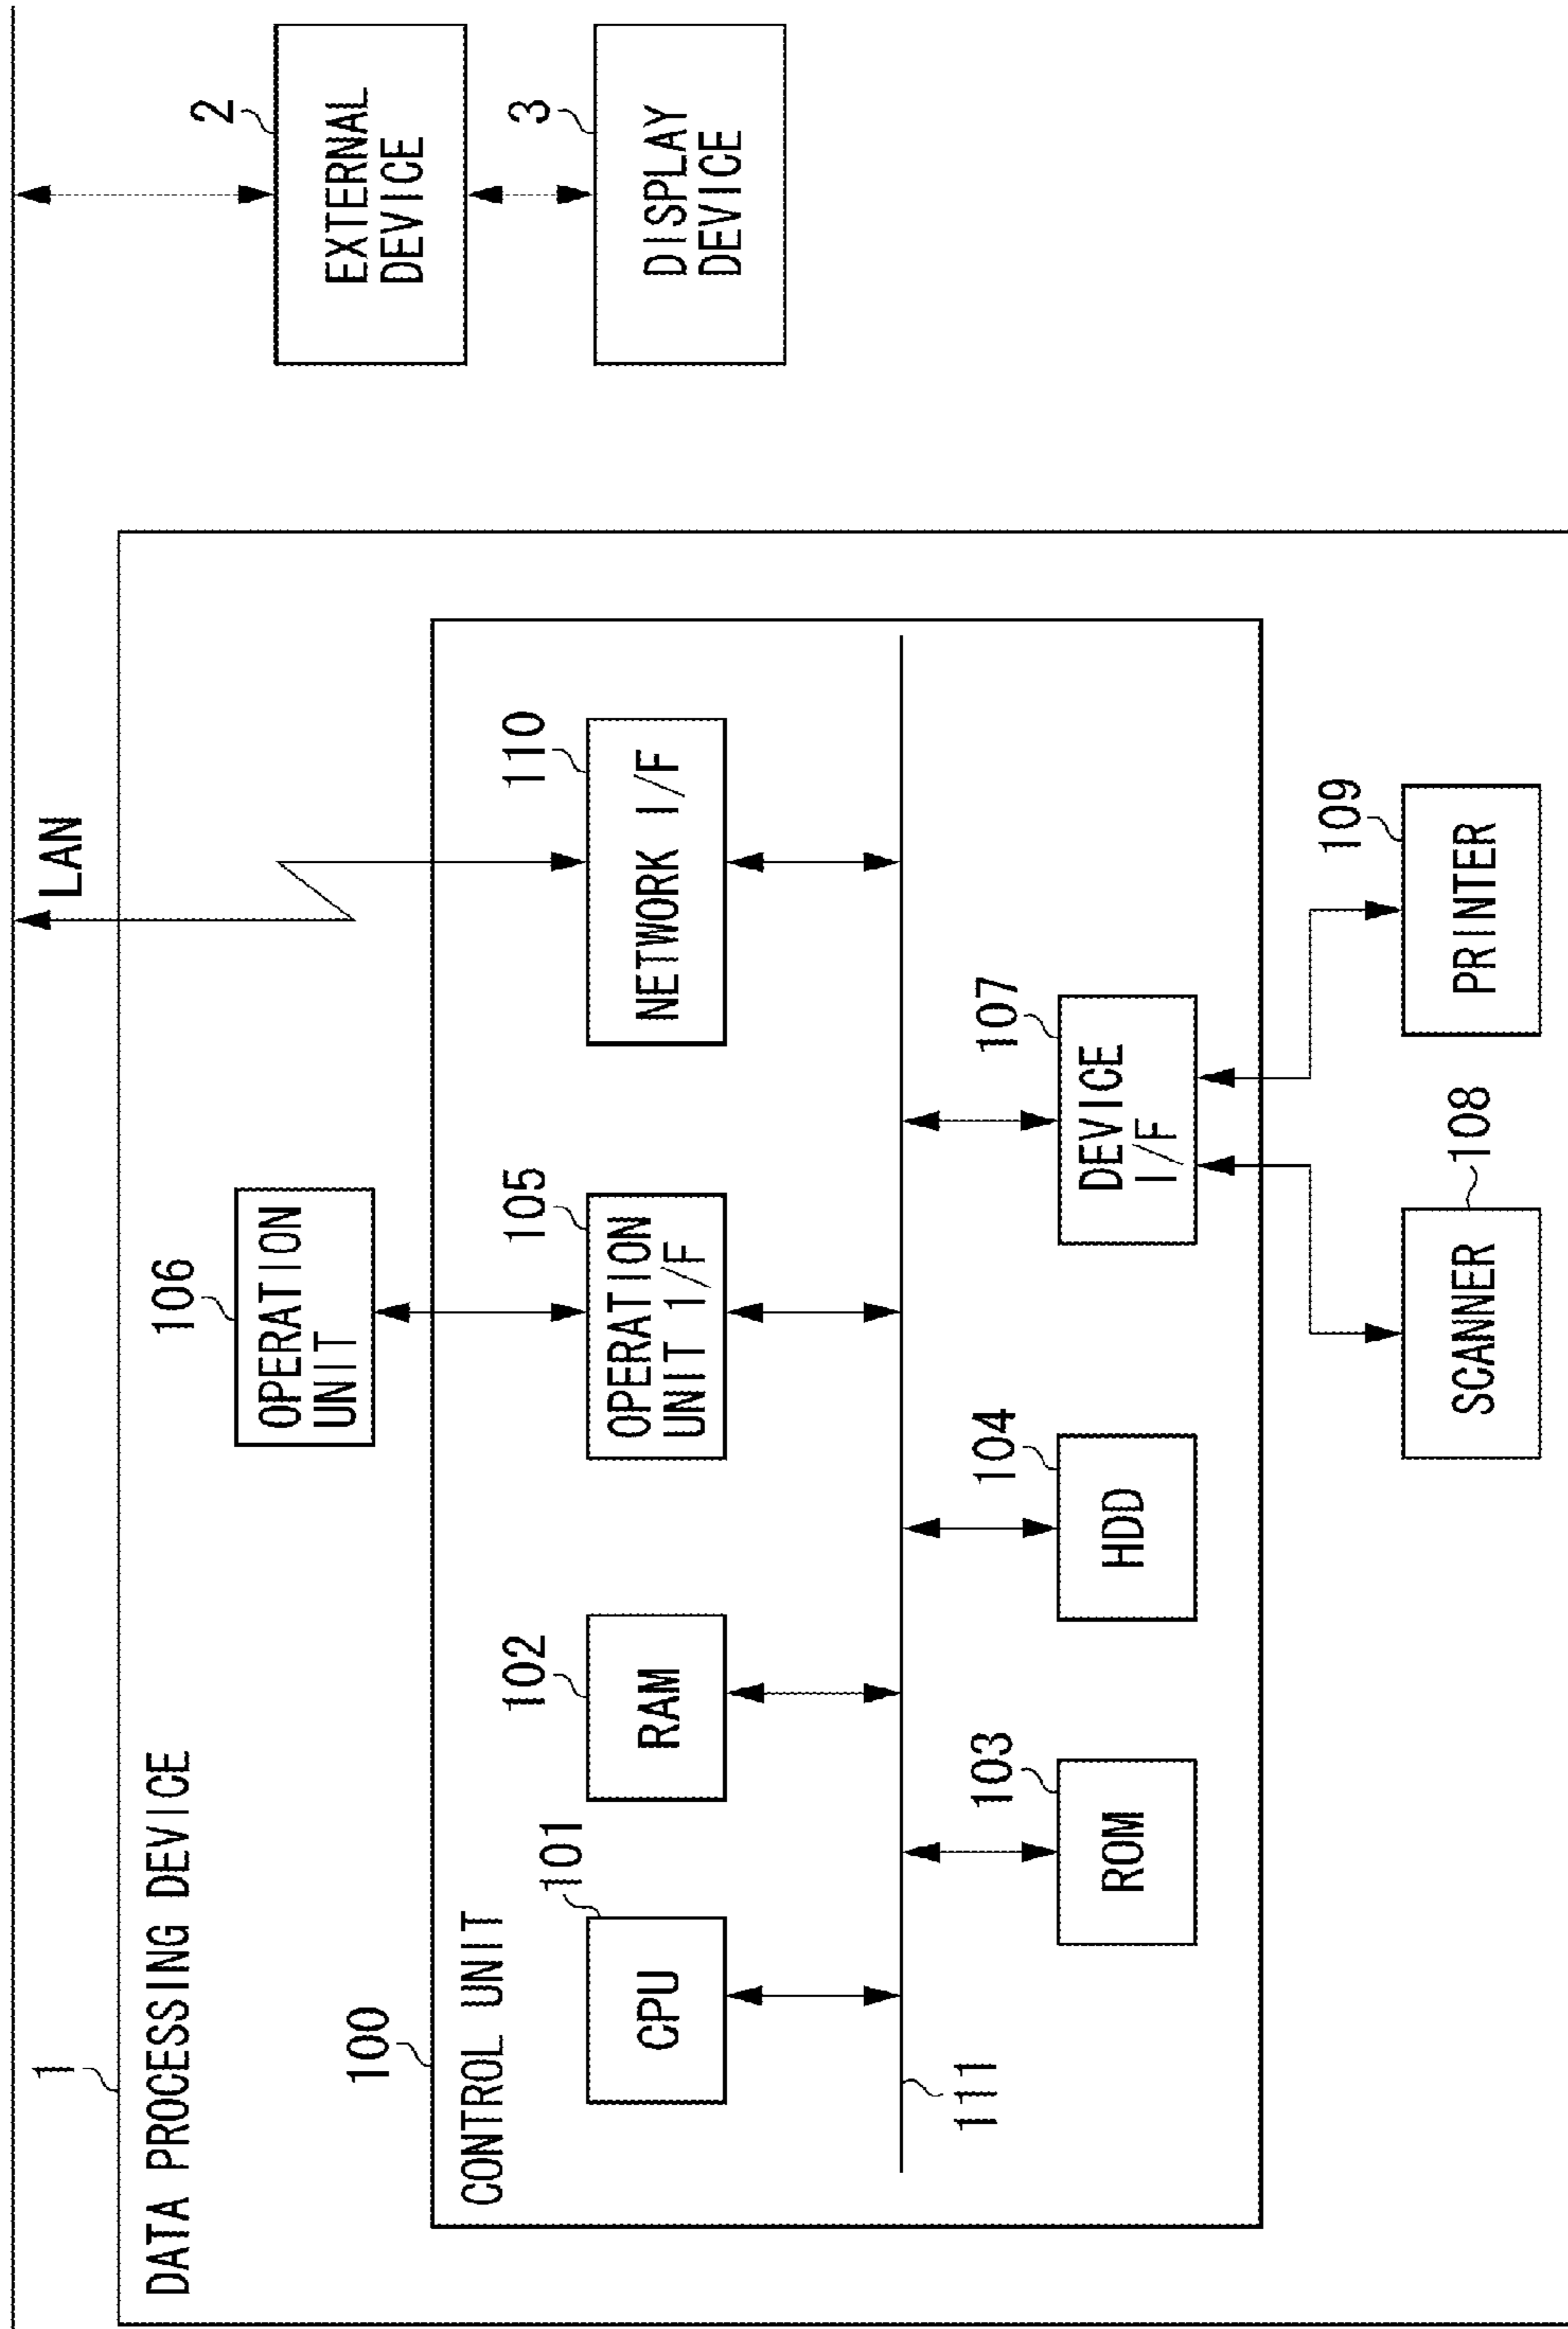 LAN
1
DATA PROCESSING DEVICE
106
OPERATION
UNIT
100
CONTROL UNIT
101
CPU
102
RAM
105
OPERATION
UNIT I/F
110
NETWORK I/F
111
103
ROM
104
HDD
107
DEVICE
I/F
108
SCANNER
109
PRINTER
2
EXTERNAL
DEVICE
3
DISPLAY
DEVICE